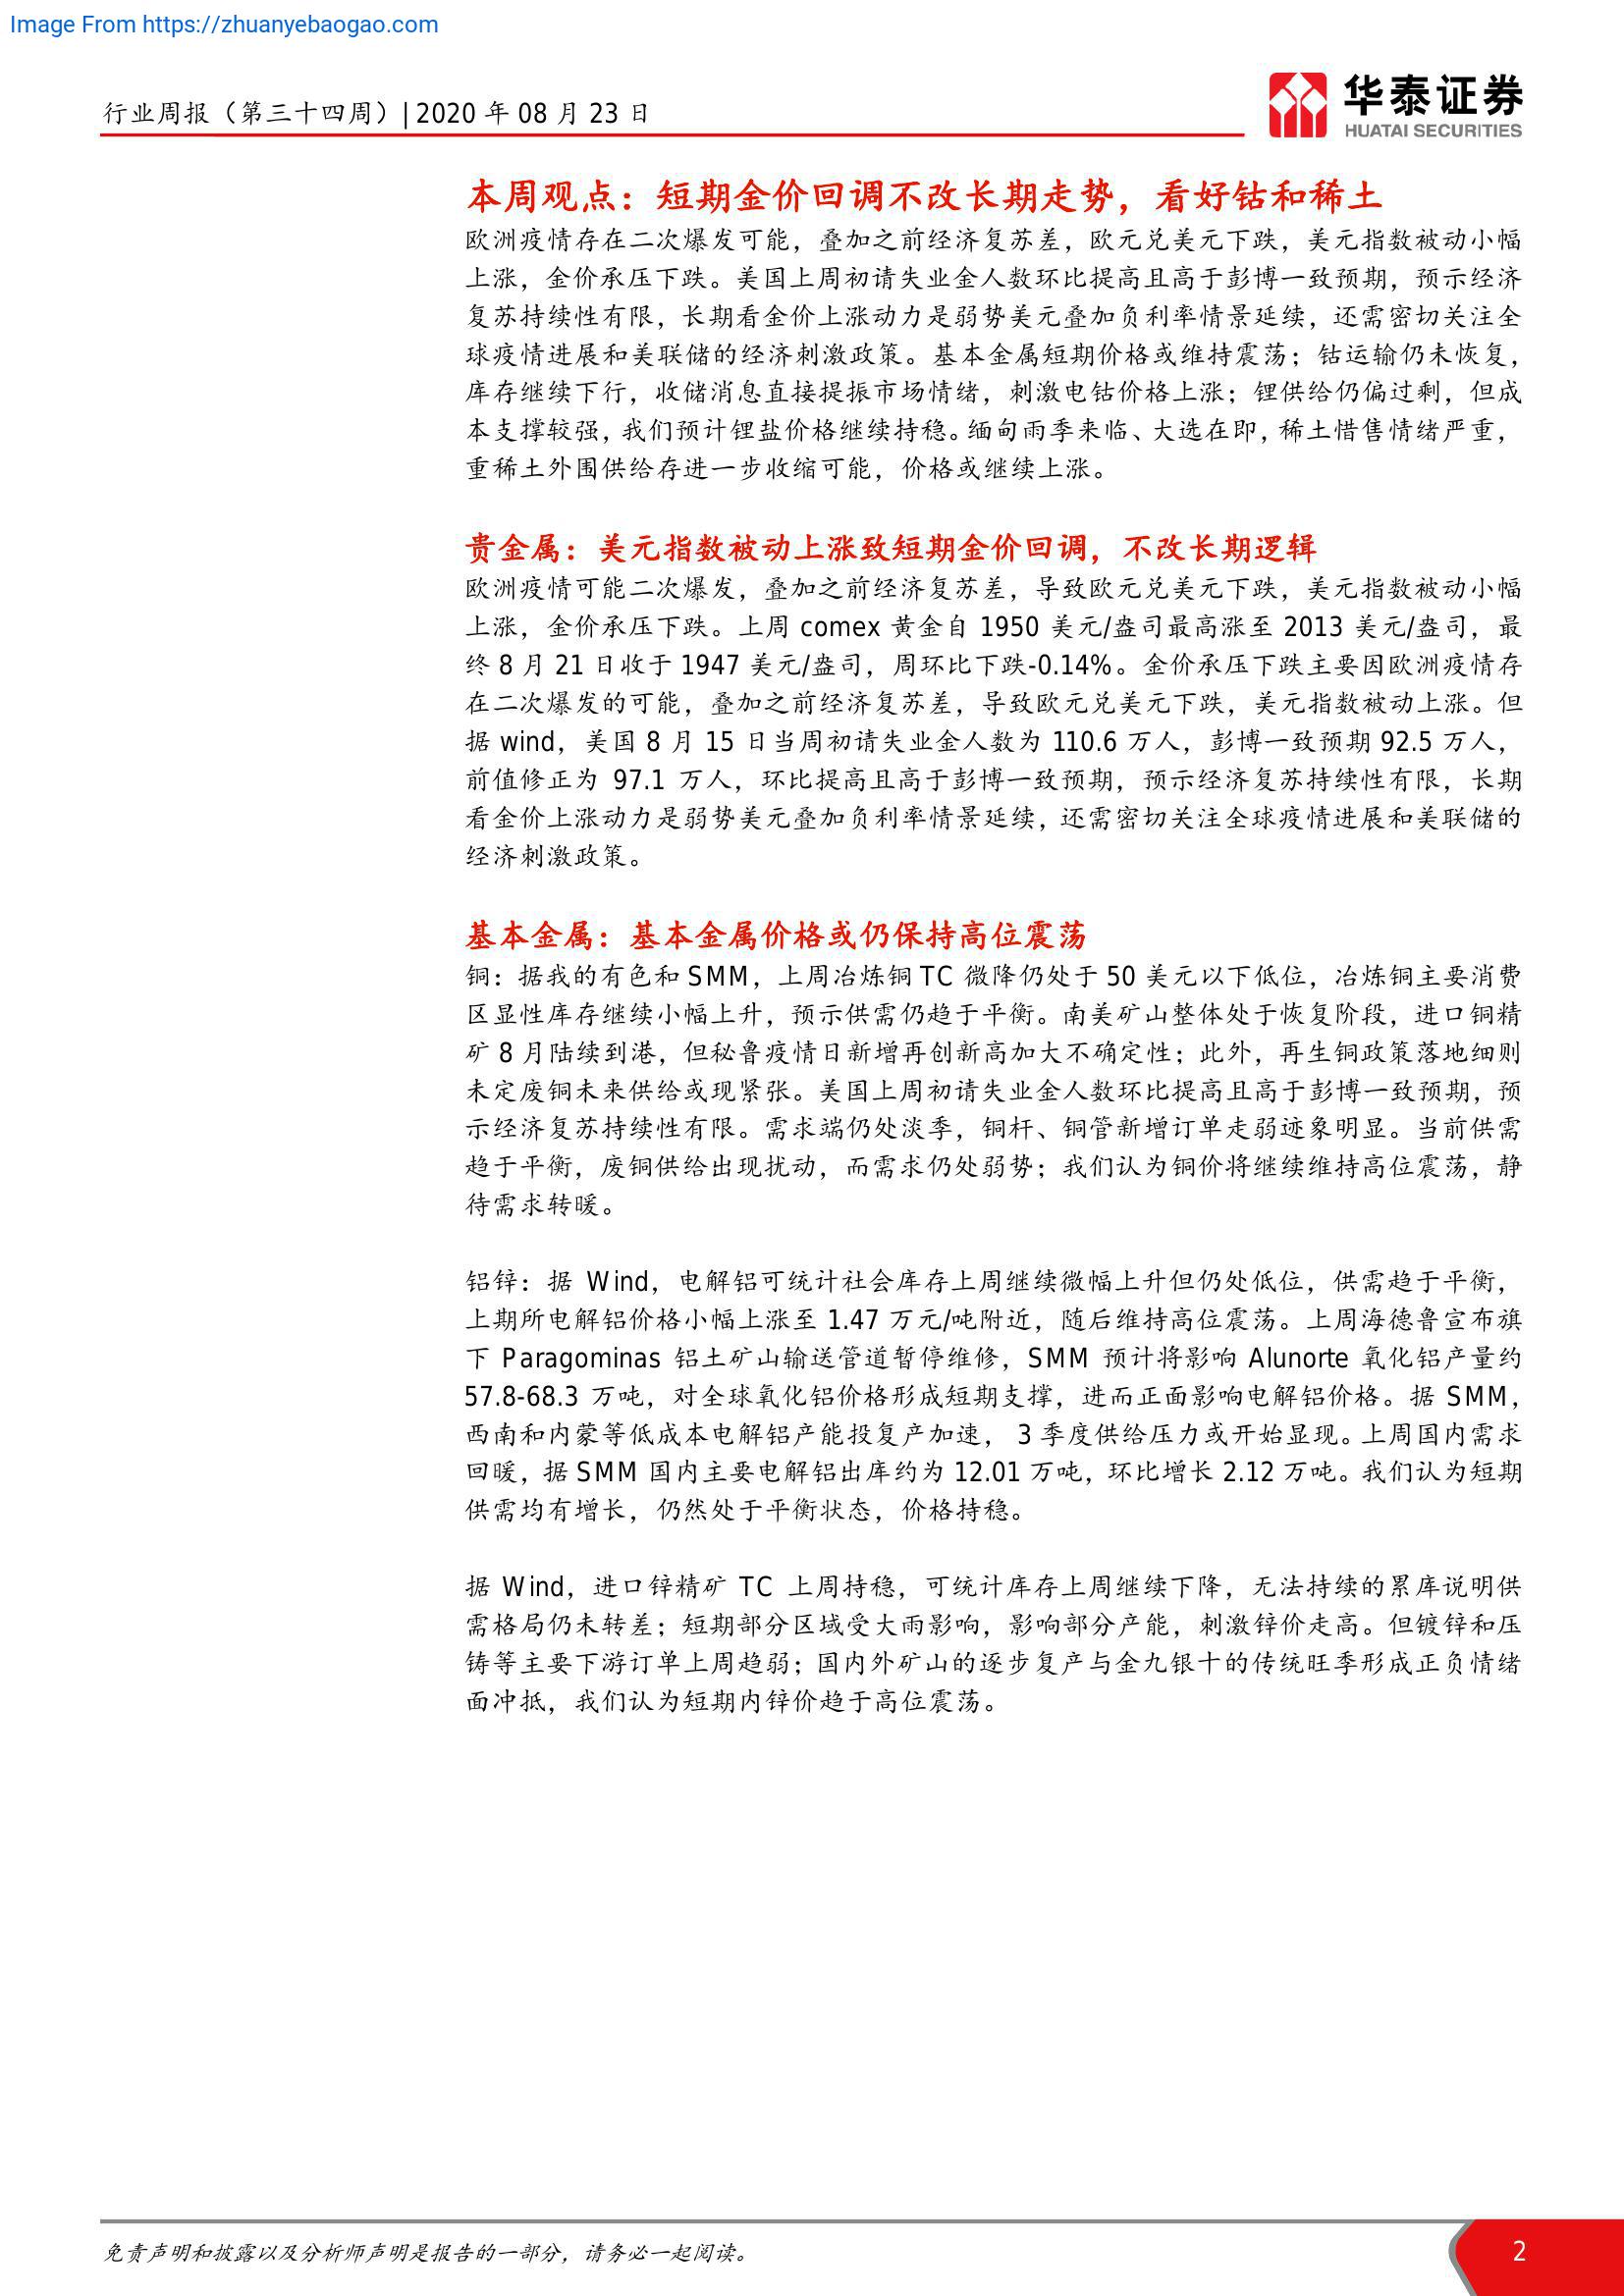 Image From https://zhuanyebaogao.com
行业周报（第三十四周）| 2020 年 08 月 23 日
华泰证券
HUATAI SECURITIES
本周观点：短期金价回调不改长期走势，看好钴和稀土
欧洲疫情存在二次爆发可能，叠加之前经济复苏差，欧元兑美元下跌，美元指数被动小幅
上涨，金价承压下跌。美国上周初请失业金人数环比提高且高于彭博一致预期，预示经济
复苏持续性有限，长期看金价上涨动力是弱势美元叠加负利率情景延续，还需密切关注全
球疫情进展和美联储的经济刺激政策。基本金属短期价格或维持震荡；钴运输仍未恢复，
库存继续下行，收储消息直接提振市场情绪，刺激电钴价格上涨；锂供给仍偏过剩，但成
本支撑较强，我们预计锂盐价格继续持稳。缅甸雨季来临、大选在即，稀土惜售情绪严重，
重稀土外围供给存进一步收缩可能，价格或继续上涨。
贵金属：美元指数被动上涨致短期金价回调，不改长期逻辑
欧洲疫情可能二次爆发，叠加之前经济复苏差，导致欧元兑美元下跌，美元指数被动小幅
上涨，金价承压下跌。上周 comex 黄金自 1950 美元/盎司最高涨至 2013 美元/盎司，最
终 8 月 21 日收于 1947 美元/盎司，周环比下跌-0.14%。金价承压下跌主要因欧洲疫情存
在二次爆发的可能，叠加之前经济复苏差，导致欧元兑美元下跌，美元指数被动上涨。但
据 wind，美国 8 月 15 日当周初请失业金人数为 110.6 万人，彭博一致预期 92.5 万人，
前值修正为 97.1 万人，环比提高且高于彭博一致预期，预示经济复苏持续性有限，长期
看金价上涨动力是弱势美元叠加负利率情景延续，还需密切关注全球疫情进展和美联储的
经济刺激政策。
基本金属：基本金属价格或仍保持高位震荡
铜：据我的有色和 SMM，上周冶炼铜 TC 微降仍处于 50 美元以下低位，冶炼铜主要消费
区显性库存继续小幅上升，预示供需仍趋于平衡。南美矿山整体处于恢复阶段，进口铜精
矿 8 月陆续到港，但秘鲁疫情日新增再创新高加大不确定性；此外，再生铜政策落地细则
未定废铜未来供给或现紧张。美国上周初请失业金人数环比提高且高于彭博一致预期，预
示经济复苏持续性有限。需求端仍处淡季，铜杆、铜管新增订单走弱迹象明显。当前供需
趋于平衡，废铜供给出现扰动，而需求仍处弱势；我们认为铜价将继续维持高位震荡，静
待需求转暖。
铝锌：据 Wind，电解铝可统计社会库存上周继续微幅上升但仍处低位，供需趋于平衡，
上期所电解铝价格小幅上涨至 1.47 万元/吨附近，随后维持高位震荡。上周海德鲁宣布旗
下 Paragominas 铝土矿山输送管道暂停维修，SMM 预计将影响 Alunorte 氧化铝产量约
57.8-68.3 万吨，对全球氧化铝价格形成短期支撑，进而正面影响电解铝价格。据 SMM，
西南和内蒙等低成本电解铝产能投复产加速， 3 季度供给压力或开始显现。上周国内需求
回暖，据 SMM 国内主要电解铝出库约为 12.01 万吨，环比增长 2.12 万吨。我们认为短期
供需均有增长，仍然处于平衡状态，价格持稳。
据 Wind，进口锌精矿 TC 上周持稳，可统计库存上周继续下降，无法持续的累库说明供
需格局仍未转差；短期部分区域受大雨影响，影响部分产能，刺激锌价走高。但镀锌和压
铸等主要下游订单上周趋弱；国内外矿山的逐步复产与金九银十的传统旺季形成正负情绪
面冲抵，我们认为短期内锌价趋于高位震荡。
免责声明和披露以及分析师声明是报告的一部分，请务必一起阅读。
2